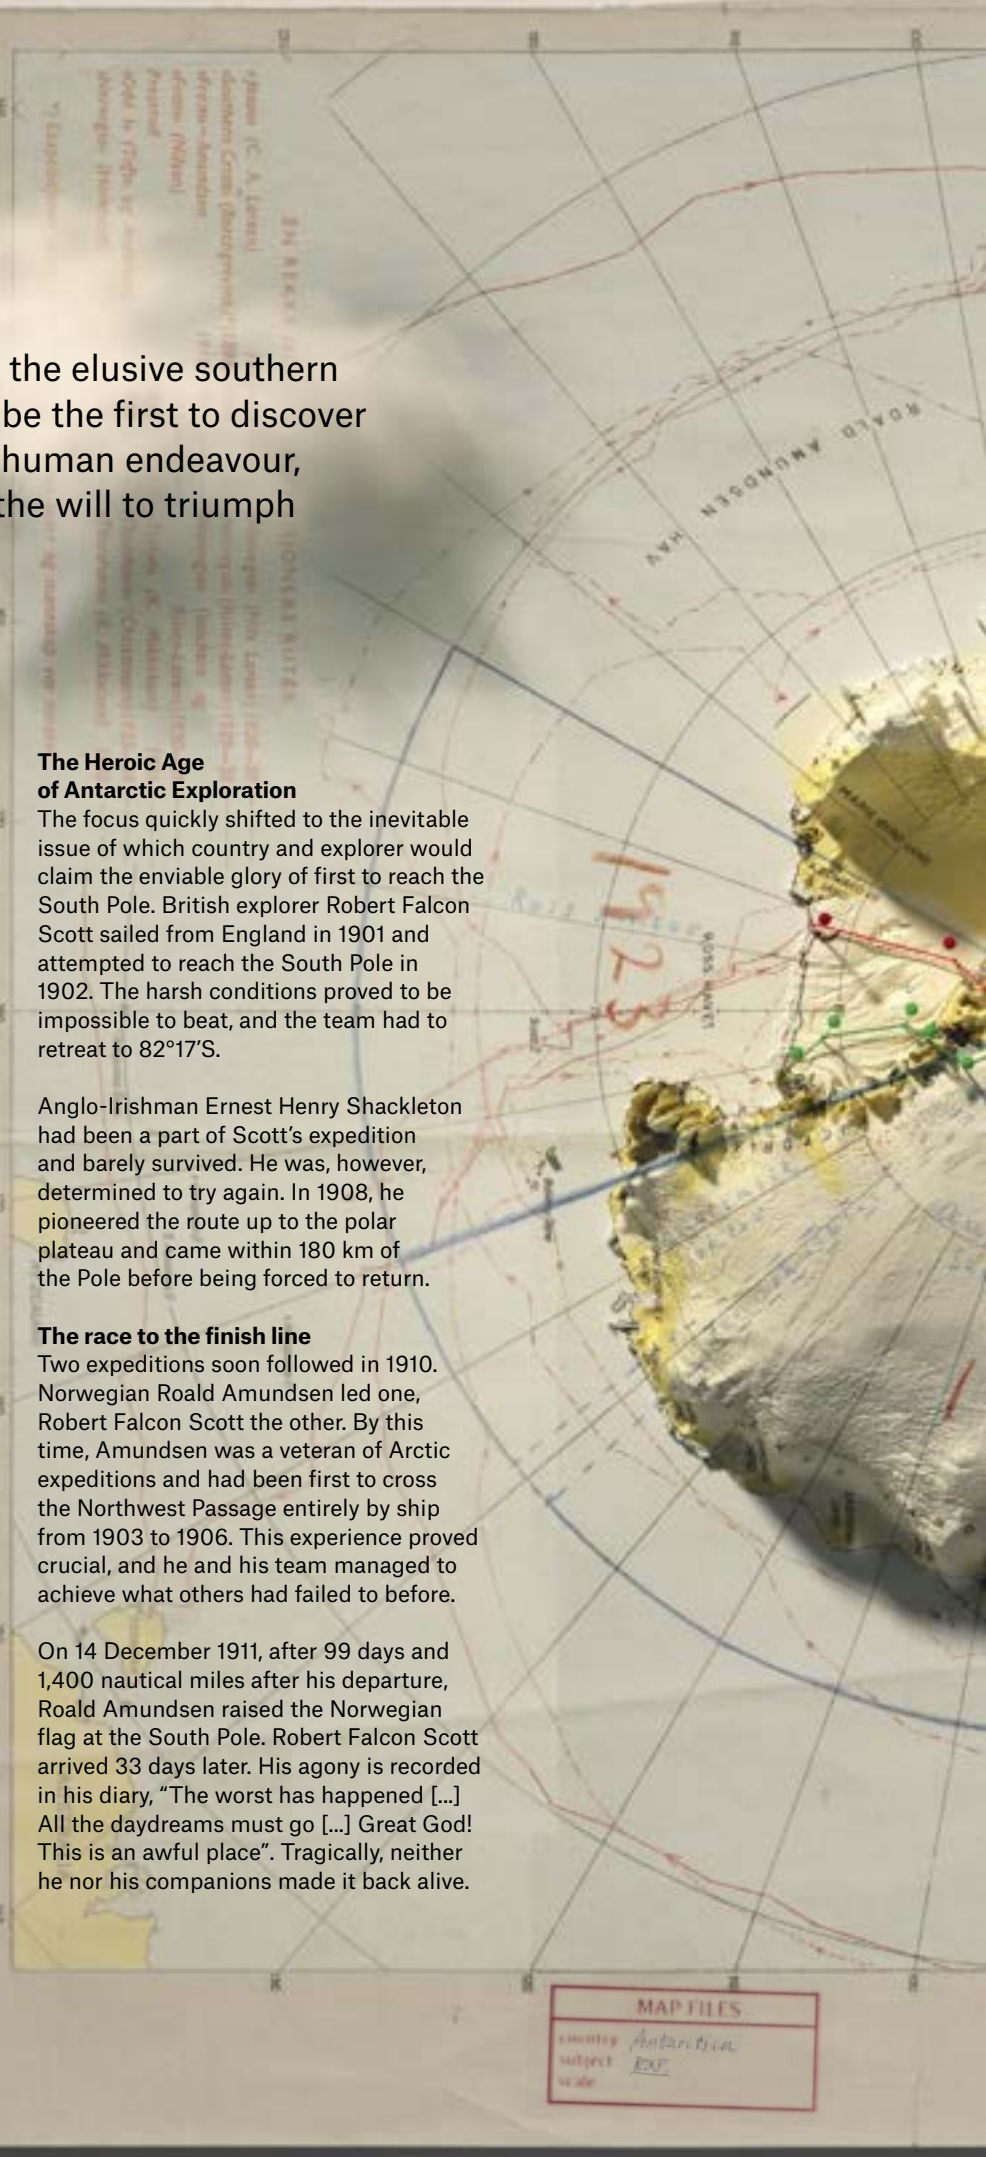 the elusive southern
be the first to discover
human endeavour,
the will to triumph
The Heroic Age
of Antarctic Exploration
The focus quickly shifted to the inevitable
issue of which country and explorer would
claim the enviable glory of first to reach the
South Pole. British explorer Robert Falcon
Scott sailed from England in 1901 and
attempted to reach the South Pole in
1902. The harsh conditions proved to be
impossible to beat, and the team had to
retreat to 82°17’S.
Anglo-Irishman Ernest Henry Shackleton
had been a part of Scott’s expedition
and barely survived. He was, however,
determined to try again. In 1908, he
pioneered the route up to the polar
plateau and came within 180 km of
the Pole before being forced to return.
The race to the finish line
Two expeditions soon followed in 1910.
Norwegian Roald Amundsen led one,
Robert Falcon Scott the other. By this
time, Amundsen was a veteran of Arctic
expeditions and had been first to cross
the Northwest Passage entirely by ship
from 1903 to 1906. This experience proved
crucial, and he and his team managed to
achieve what others had failed to before.
On 14 December 1911, after 99 days and
1,400 nautical miles after his departure,
Roald Amundsen raised the Norwegian
flag at the South Pole. Robert Falcon Scott
arrived 33 days later. His agony is recorded
in his diary, “The worst has happened [...]
All the daydreams must go [...] Great God!
This is an awful place”. Tragically, neither
he nor his companions made it back alive.
ROALD AMUNDSEN HAV
1923
ROSS HAVET
MAP FILES
country Antarctica
subject
scale